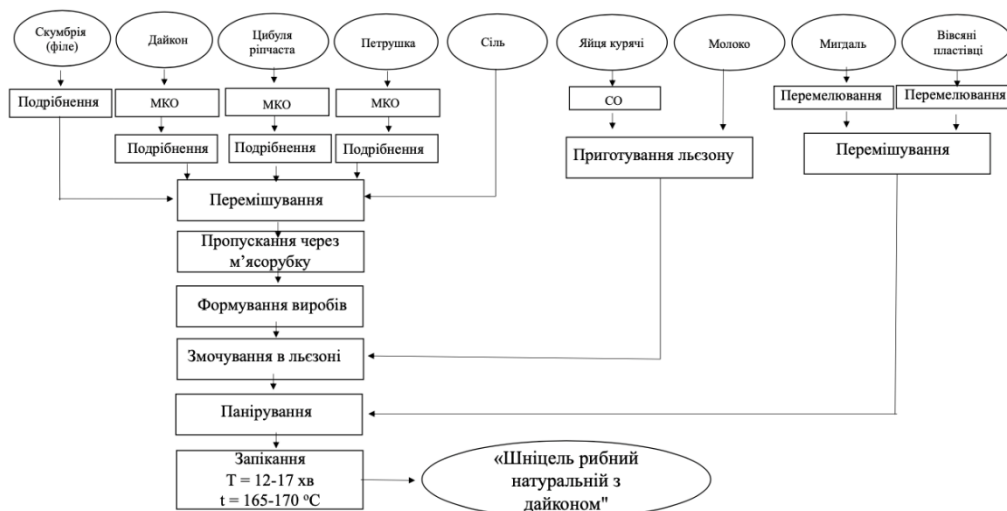 Скумбрія
(філе)
Дайкон
Цибуля
ріпчаста
Петрушка
Сіль
Яйця курячі
Молоко
Мигдаль
Вівсяні
пластівці
Подрібнення
МКО
МКО
МКО
СО
Перемелювання
Перемелювання
Подрібнення
Подрібнення
Подрібнення
Приготування льєзону
Перемішування
Перемішування
Пропускання через
м’ясорубку
Формування виробів
Змочування в льєзоні
Панірування
Запікання
Т = 12-17 хв
t = 165-170 °С
«Шніцель рибний
натуральній з
дайконом"